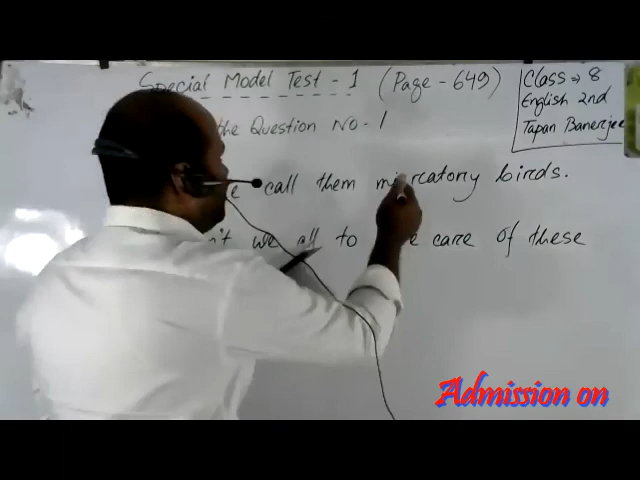 Special Model Test - 1 (Page - 649)
Class => 8
English 2nd
Tapan Banerjee
the Question No - 1
call them birds.
we all to care of these
Admission on